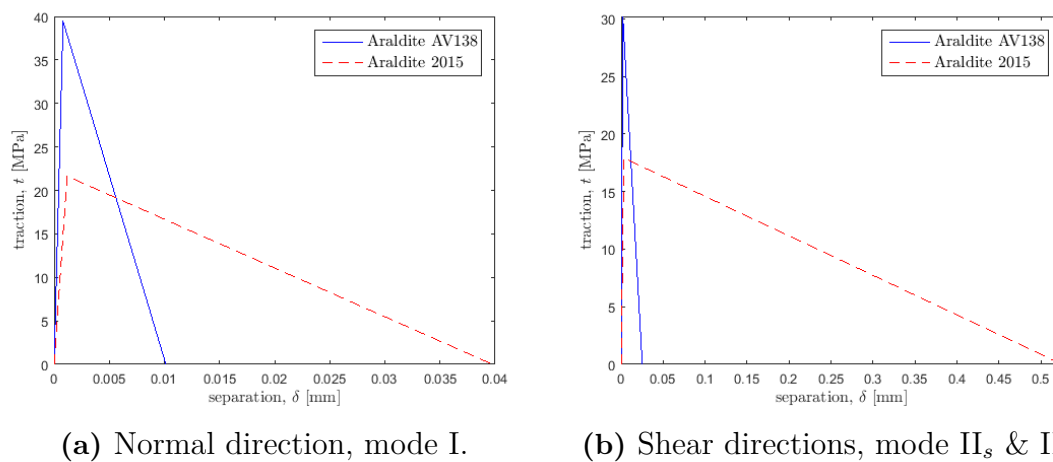 40
35
30
25
20
15
10
5
0
traction, t [MPa]
Araldite AV138
Araldite 2015
0 0.005 0.01 0.015 0.02 0.025 0.03 0.035 0.04
separation, δ [mm]
(a) Normal direction, mode I.
30
25
20
15
10
5
0
traction, t [MPa]
Araldite AV138
Araldite 2015
0 0.05 0.1 0.15 0.2 0.25 0.3 0.35 0.4 0.45 0.5
separation, δ [mm]
(b) Shear directions, mode IIₛ & I